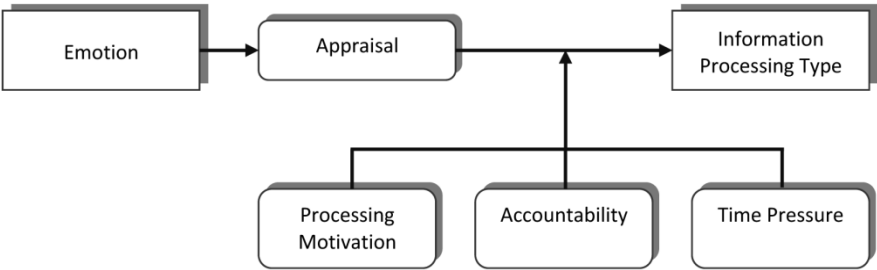 Emotion
Appraisal
Information
Processing Type
Processing
Motivation
Accountability
Time Pressure